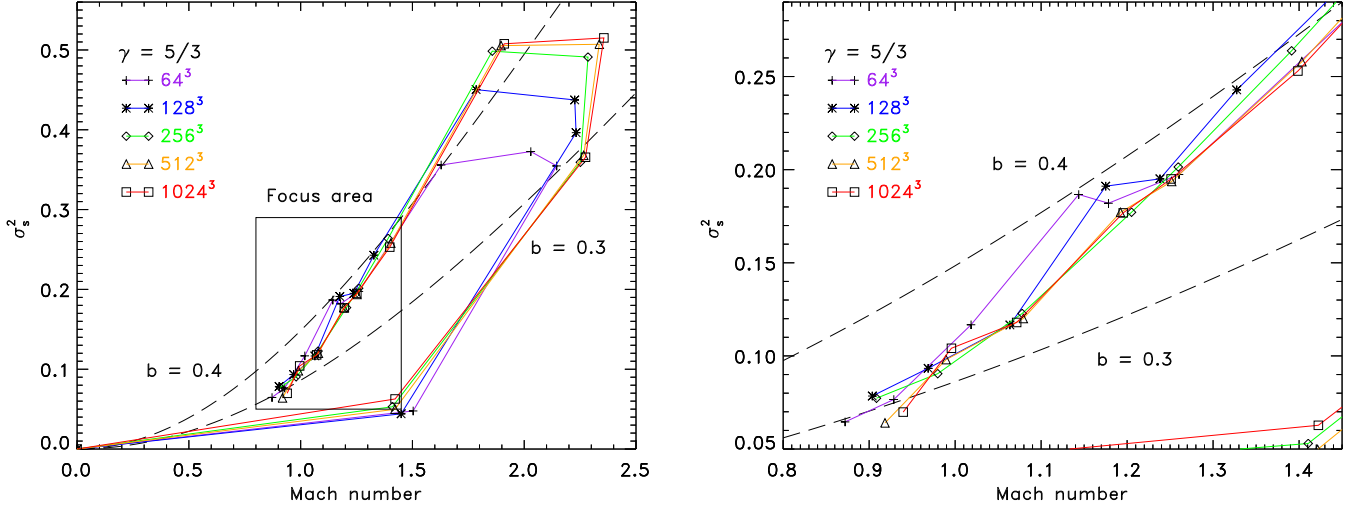 γ = 5/3
64³
128³
256³
512³
1024³
Focus area
b = 0.4
b = 0.3
σs²
0.5
0.4
0.3
0.2
0.1
0.0
0.0 0.5 1.0 1.5 2.0 2.5
Mach number
γ = 5/3
64³
128³
256³
512³
1024³
b = 0.4
b = 0.3
σs²
0.25
0.20
0.15
0.10
0.05
0.8 0.9 1.0 1.1 1.2 1.3 1.4
Mach number